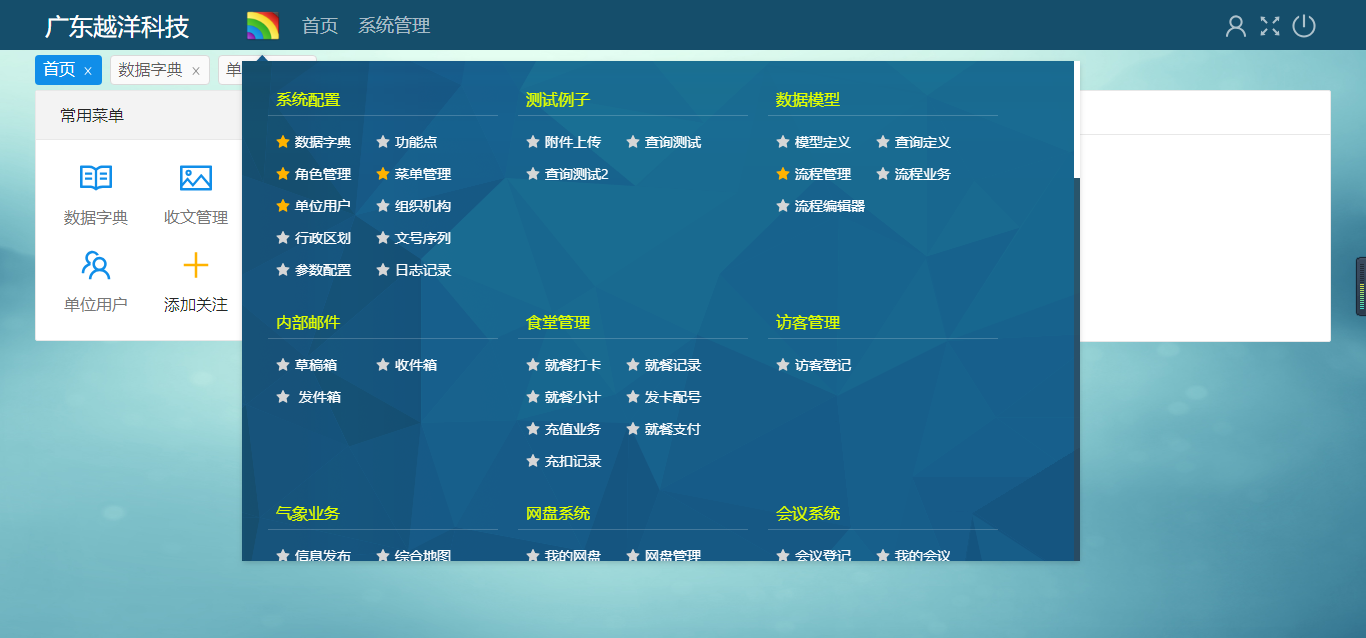 广东越洋科技 首页 系统管理
首页 x 数据字典 x 单
常用菜单
数据字典 收文管理
单位用户 添加关注
系统配置
数据字典 功能点
角色管理 菜单管理
单位用户 组织机构
行政区划 文号序列
参数配置 日志记录
测试例子
附件上传 查询测试
查询测试2
数据模型
模型定义 查询定义
流程管理 流程业务
流程编辑器
内部邮件
草稿箱 收件箱
发件箱
食堂管理
就餐打卡 就餐记录
就餐小计 发卡配号
充值业务 就餐支付
充扣记录
访客管理
访客登记
气象业务
信息发布 综合地图
网盘系统
我的网盘 网盘管理
会议系统
会议登记 我的会议